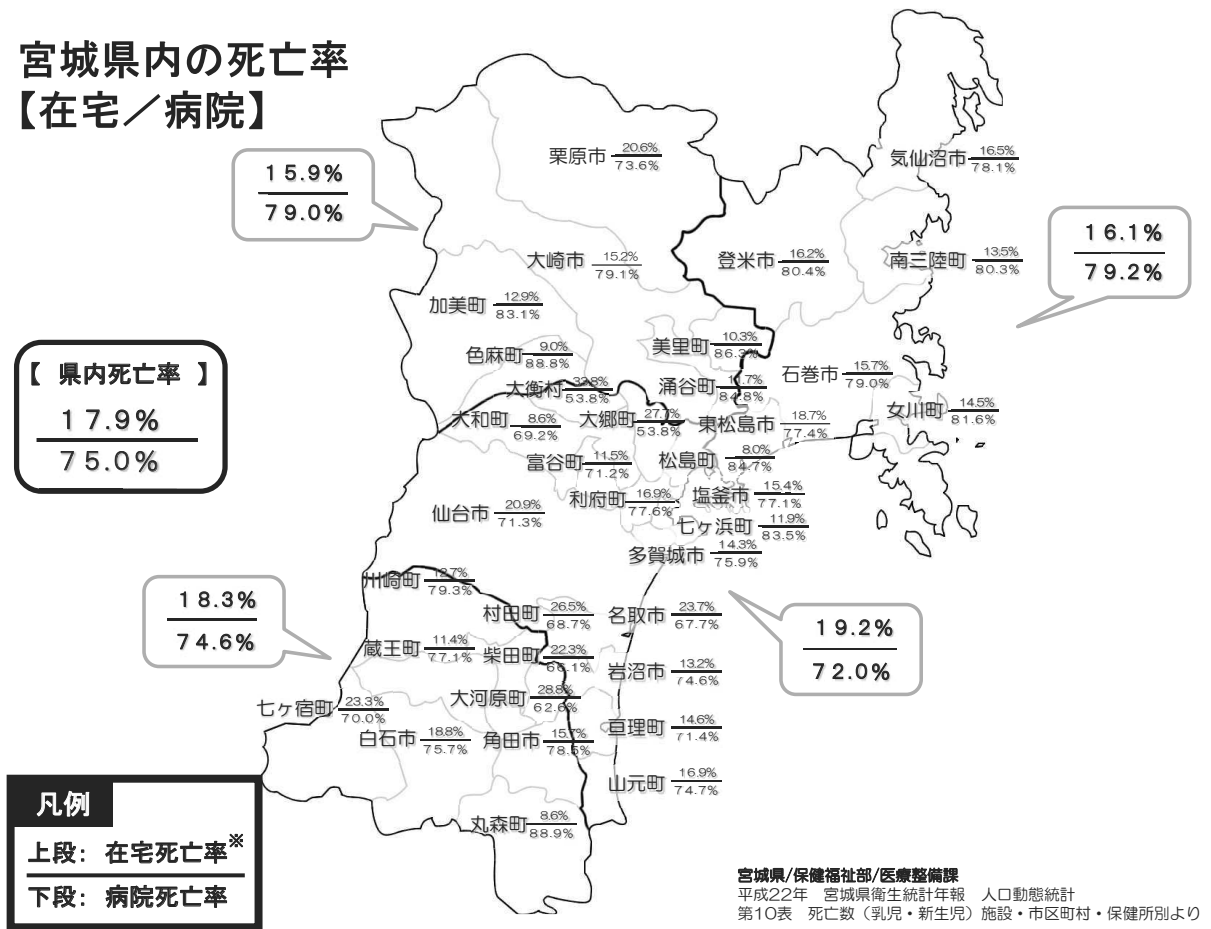 宮城県内の死亡率
【在宅／病院】
15.9%
79.0%
栗原市 20.6%
73.6%
気仙沼市 16.5%
78.1%
16.1%
79.2%
大崎市 15.2%
79.1%
登米市 16.2%
80.4%
南三陸町 13.5%
80.3%
加美町 12.9%
83.1%
色麻町 9.0%
88.8%
美里町 10.3%
86.3%
石巻市 15.7%
79.0%
【 県内死亡率 】
17.9%
75.0%
大衡村 33.8%
53.8%
涌谷町
84.8%
女川町 14.5%
81.6%
大和町 8.6%
69.2%
大郷町 27.7%
53.8%
東松島市 18.7%
77.4%
富谷町 11.5%
71.2%
松島町 8.0%
84.7%
利府町 16.9%
77.6%
塩釜市 15.4%
77.1%
仙台市 20.9%
71.3%
七ヶ浜町 11.9%
83.5%
多賀城市 14.3%
75.9%
川崎町 12.7%
79.3%
18.3%
74.6%
村田町 26.5%
68.7%
名取市 23.7%
67.7%
19.2%
72.0%
蔵王町 11.4%
77.1%
柴田町 22.3%
66.1%
岩沼市 13.2%
74.6%
七ヶ宿町 23.3%
70.0%
大河原町 28.8%
62.6%
白石市 18.8%
75.7%
角田市 15.7%
78.5%
亘理町 14.6%
71.4%
山元町 16.9%
74.7%
丸森町 8.6%
88.9%
凡例
上段： 在宅死亡率※
下段： 病院死亡率
宮城県/保健福祉部/医療整備課
平成22年 宮城県衛生統計年報 人口動態統計
第10表 死亡数（乳児・新生児）施設・市区町村・保健所別より